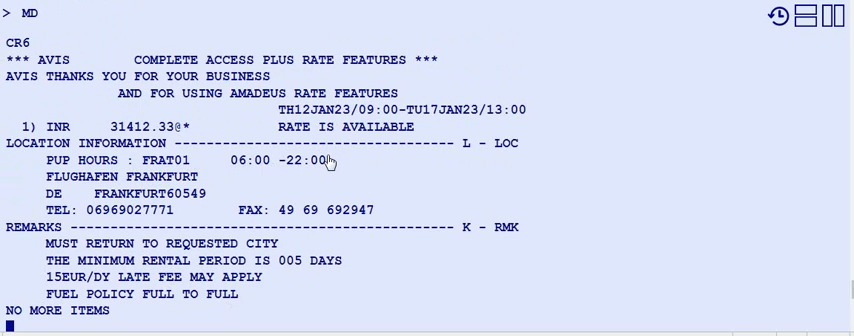 > MD
CR6
*** AVIS COMPLETE ACCESS PLUS RATE FEATURES ***
AVIS THANKS YOU FOR YOUR BUSINESS
AND FOR USING AMADEUS RATE FEATURES
TH12JAN23/09:00-TU17JAN23/13:00
1) INR 31412.33@* RATE IS AVAILABLE
LOCATION INFORMATION ----------------------------------- L - LOC
PUP HOURS : FRAT01 06:00 -22:00
FLUGHAFEN FRANKFURT
DE FRANKFURT60549
TEL: 06969027771 FAX: 49 69 692947
REMARKS ------------------------------------------------ K - RMK
MUST RETURN TO REQUESTED CITY
THE MINIMUM RENTAL PERIOD IS 005 DAYS
15EUR/DY LATE FEE MAY APPLY
FUEL POLICY FULL TO FULL
NO MORE ITEMS